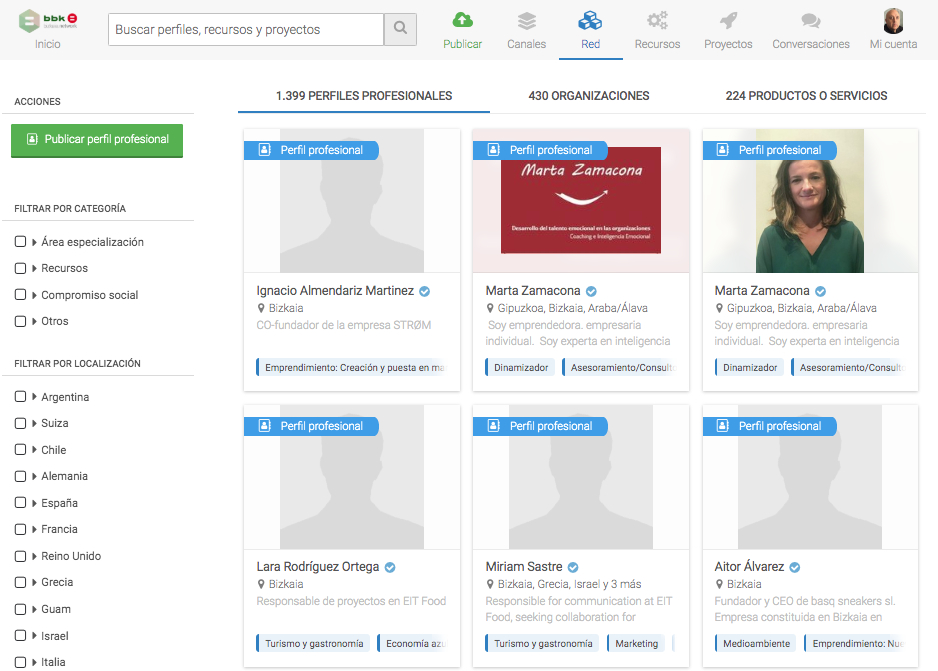 bbk
Inicio
Buscar perfiles, recursos y proyectos
Publicar
Canales
Red
Recursos
Proyectos
Conversaciones
Mi cuenta
ACCIONES
Publicar perfil profesional
FILTRAR POR CATEGORÍA
Área especialización
Recursos
Compromiso social
Otros
FILTRAR POR LOCALIZACIÓN
Argentina
Suiza
Chile
Alemania
España
Francia
Reino Unido
Grecia
Guam
Israel
Italia
1.399 PERFILES PROFESIONALES
430 ORGANIZACIONES
224 PRODUCTOS O SERVICIOS
Perfil profesional
Ignacio Almendariz Martinez
Bizkaia
CO-fundador de la empresa STRØM
Emprendimiento: Creación y puesta en ma
Perfil profesional
Marta Zamacona
Desarrollo del talento emocional en las organizaciones
Coaching e Inteligencia Emocional
Marta Zamacona
Gipuzkoa, Bizkaia, Araba/Álava
Soy emprendedora. empresaria
individual. Soy experta en inteligencia
Dinamizador
Asesoramiento/Consult
Perfil profesional
Marta Zamacona
Gipuzkoa, Bizkaia, Araba/Álava
Soy emprendedora. empresaria
individual. Soy experta en inteligencia
Dinamizador
Asesoramiento/Consult
Perfil profesional
Lara Rodríguez Ortega
Bizkaia
Responsable de proyectos en EIT Food
Turismo y gastronomía
Economía azu
Perfil profesional
Miriam Sastre
Bizkaia, Grecia, Israel y 3 más
Responsible for communication at EIT
Food, seeking collaboration for
Turismo y gastronomía
Marketing
Perfil profesional
Aitor Álvarez
Bizkaia
Fundador y CEO de basq sneakers sl.
Empresa constituida en Bizkaia en
Medioambiente
Emprendimiento: Nue